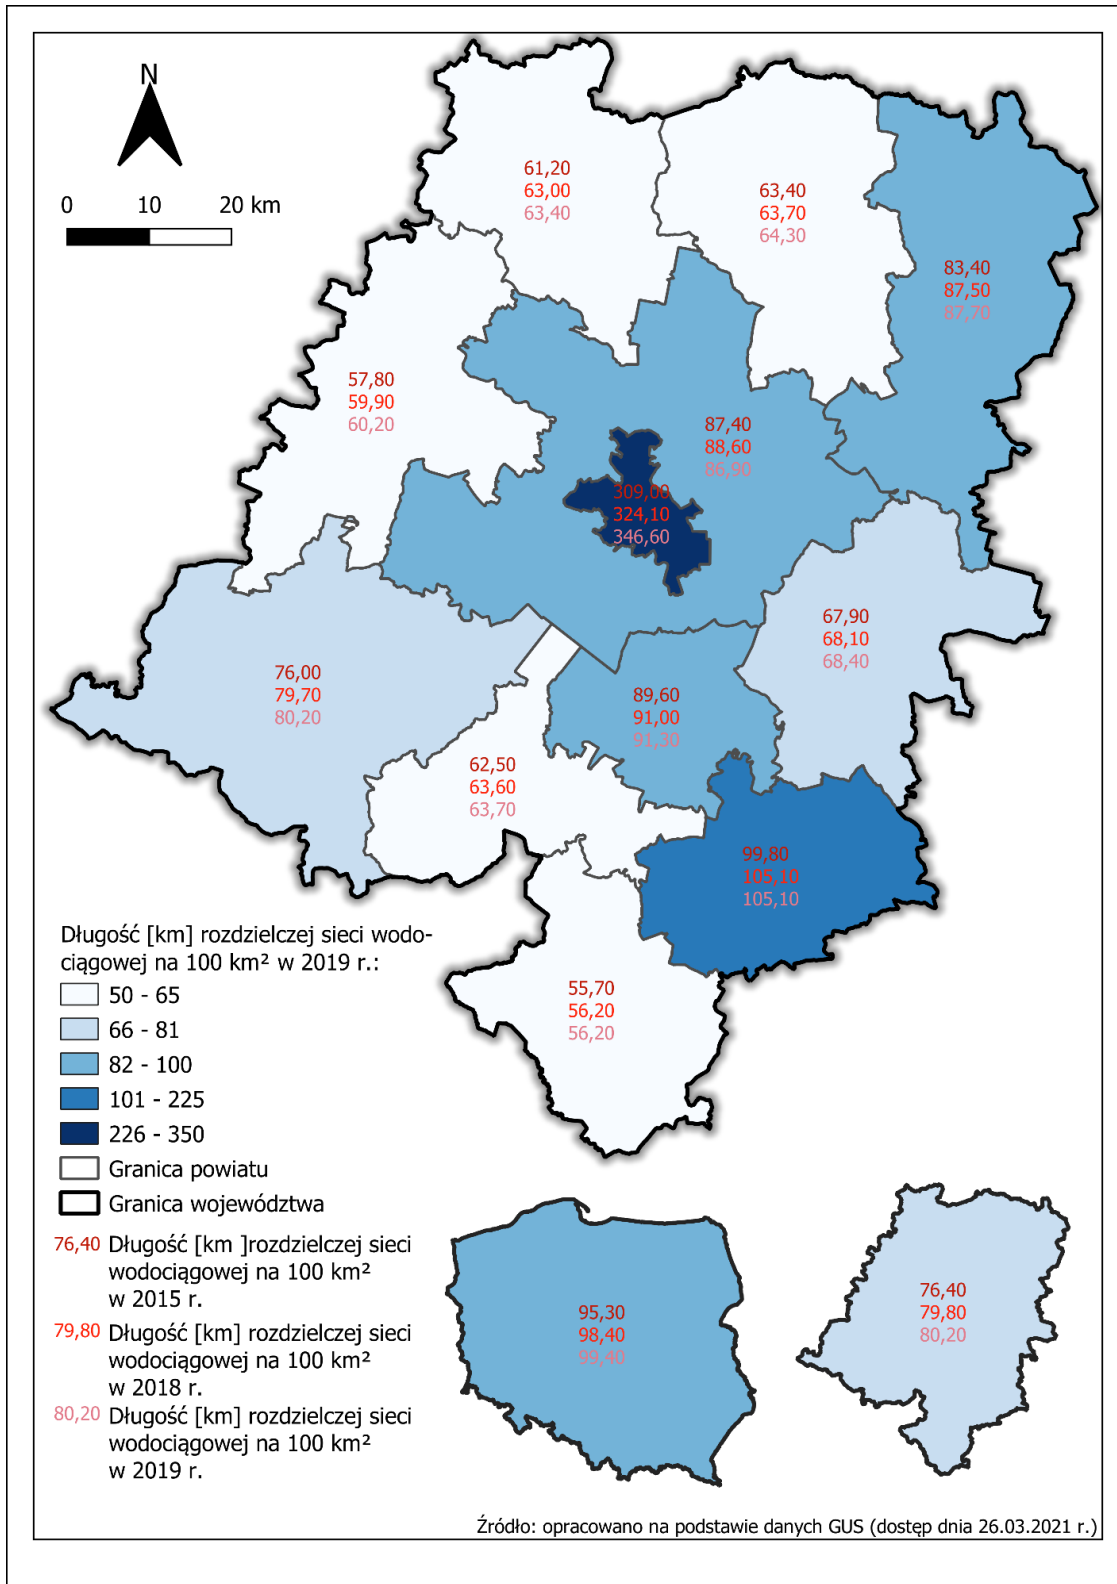 N
0 10 20 km
61,20
63,00
63,40
63,40
63,70
64,30
83,40
87,50
87,70
57,80
59,90
60,20
87,40
88,60
86,90
309,00
324,10
346,60
67,90
68,10
68,40
76,00
79,70
80,20
89,60
91,00
91,30
62,50
63,60
63,70
99,80
105,10
105,10
55,70
56,20
56,20
Długość [km] rozdzielczej sieci wodo-
ciągowej na 100 km² w 2019 r.:
50 - 65
66 - 81
82 - 100
101 - 225
226 - 350
Granica powiatu
Granica województwa
76,40 Długość [km ]rozdzielczej sieci
wodociągowej na 100 km²
w 2015 r.
79,80 Długość [km] rozdzielczej sieci
wodociągowej na 100 km²
w 2018 r.
80,20 Długość [km] rozdzielczej sieci
wodociągowej na 100 km²
w 2019 r.
95,30
98,40
99,40
76,40
79,80
80,20
Źródło: opracowano na podstawie danych GUS (dostęp dnia 26.03.2021 r.)